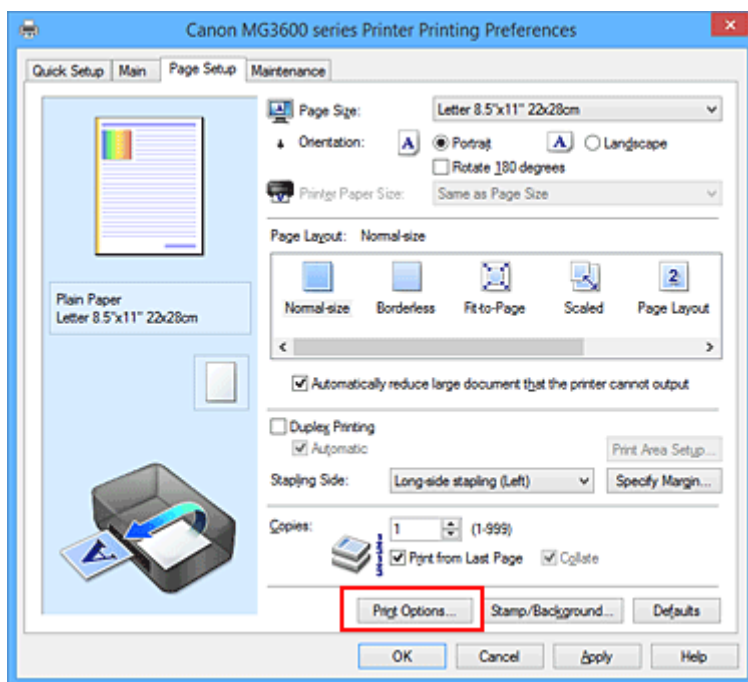 Canon MG3600 series Printer Printing Preferences
Quick Setup Main Page Setup Maintenance
Page Size: Letter 8.5"x11" 22x28cm
Orientation: A Portrait A Landscape
Rotate 180 degrees
Printer Paper Size: Same as Page Size
Page Layout: Normal-size
2
Normal-size Borderless Fit-to-Page Scaled Page Layout
Plain Paper
Letter 8.5"x11" 22x28cm
Automatically reduce large document that the printer cannot output
Duplex Printing
Automatic
Print Area Setup...
Stapling Side: Long-side stapling (Left) Specify Margin...
Copies: 1 (1-999)
Print from Last Page Collate
A
Print Options... Stamp/Background... Defaults
OK Cancel Apply Help